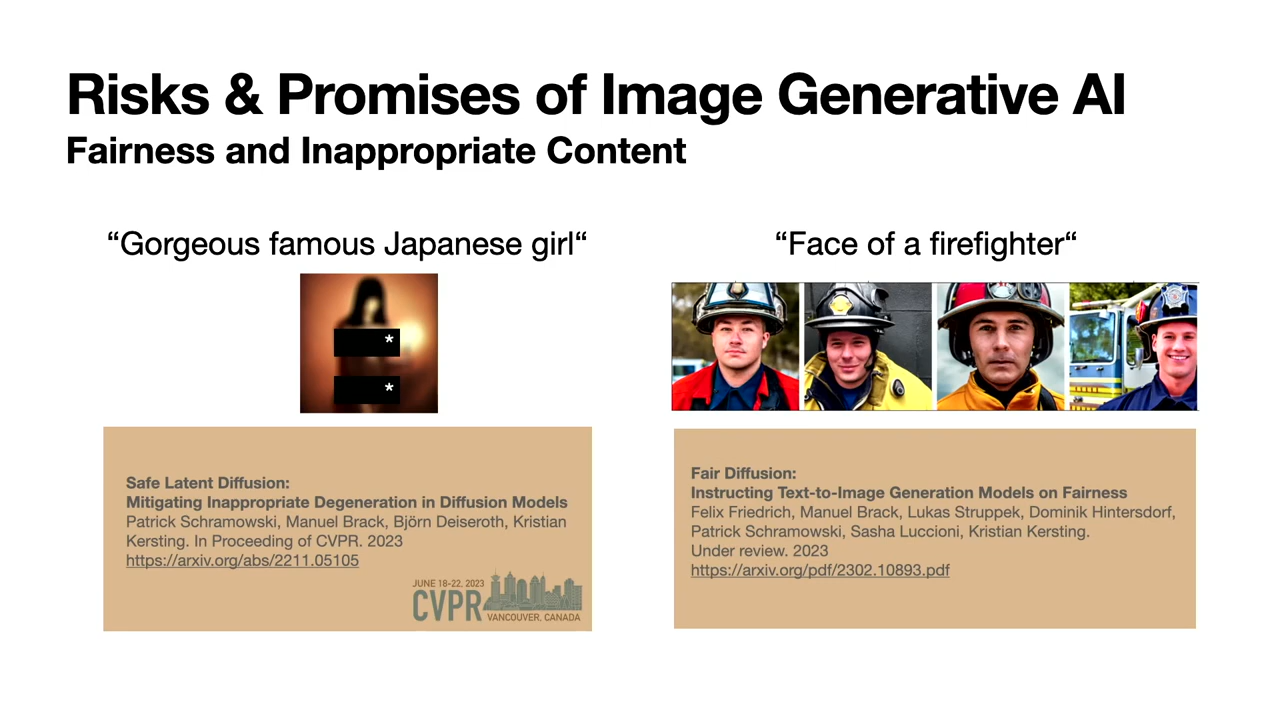 Risks & Promises of Image Generative AI
Fairness and Inappropriate Content
“Gorgeous famous Japanese girl“
*
*
Safe Latent Diffusion:
Mitigating Inappropriate Degeneration in Diffusion Models
Patrick Schramowski, Manuel Brack, Björn Deiseroth, Kristian
Kersting. In Proceeding of CVPR. 2023
https://arxiv.org/abs/2211.05105
JUNE 18-22, 2023
CVPR
VANCOUVER, CANADA
“Face of a firefighter“
Fair Diffusion:
Instructing Text-to-Image Generation Models on Fairness
Felix Friedrich, Manuel Brack, Lukas Struppek, Dominik Hintersdorf,
Patrick Schramowski, Sasha Luccioni, Kristian Kersting.
Under review. 2023
https://arxiv.org/pdf/2302.10893.pdf